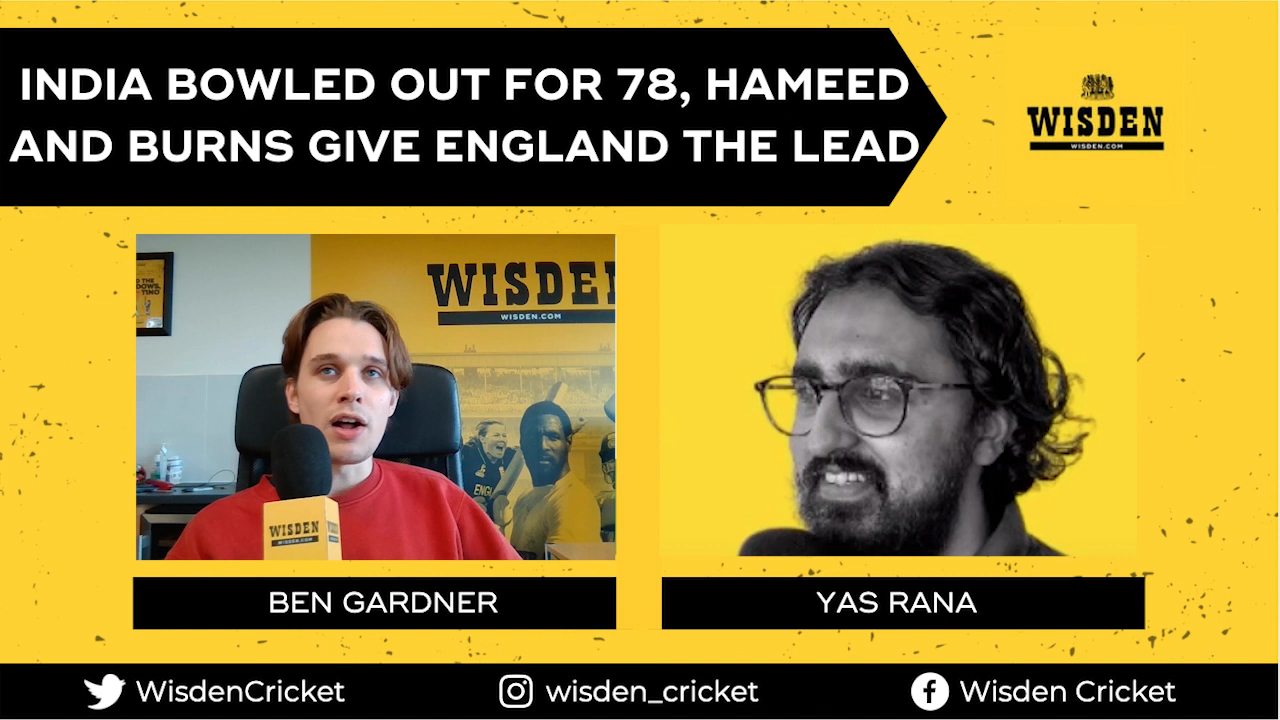 INDIA BOWLED OUT FOR 78, HAMEED
AND BURNS GIVE ENGLAND THE LEAD
WISDEN
WISDEN.COM
WISDEN
WISDEN.COM
ENGL
WISDEN
WISDEN.COM
BEN GARDNER
YAS RANA
WisdenCricket
wisden_cricket
Wisden Cricket